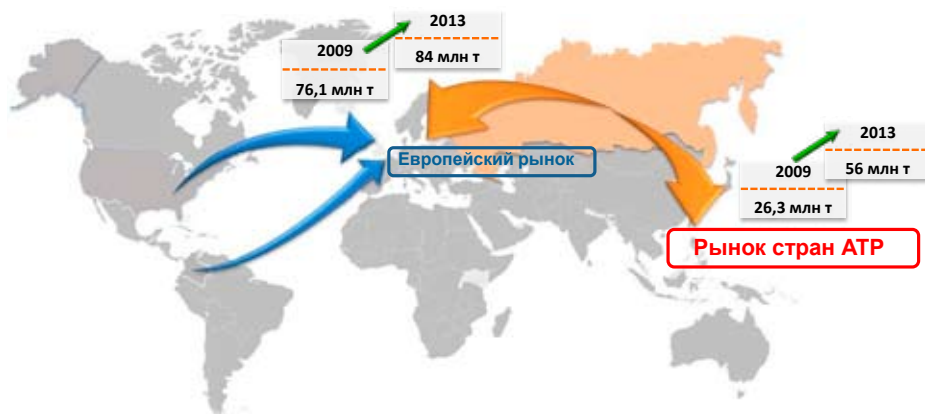 2013
84 млн т
2009
76,1 млн т
Европейский рынок
2013
56 млн т
2009
26,3 млн т
Рынок стран АТР